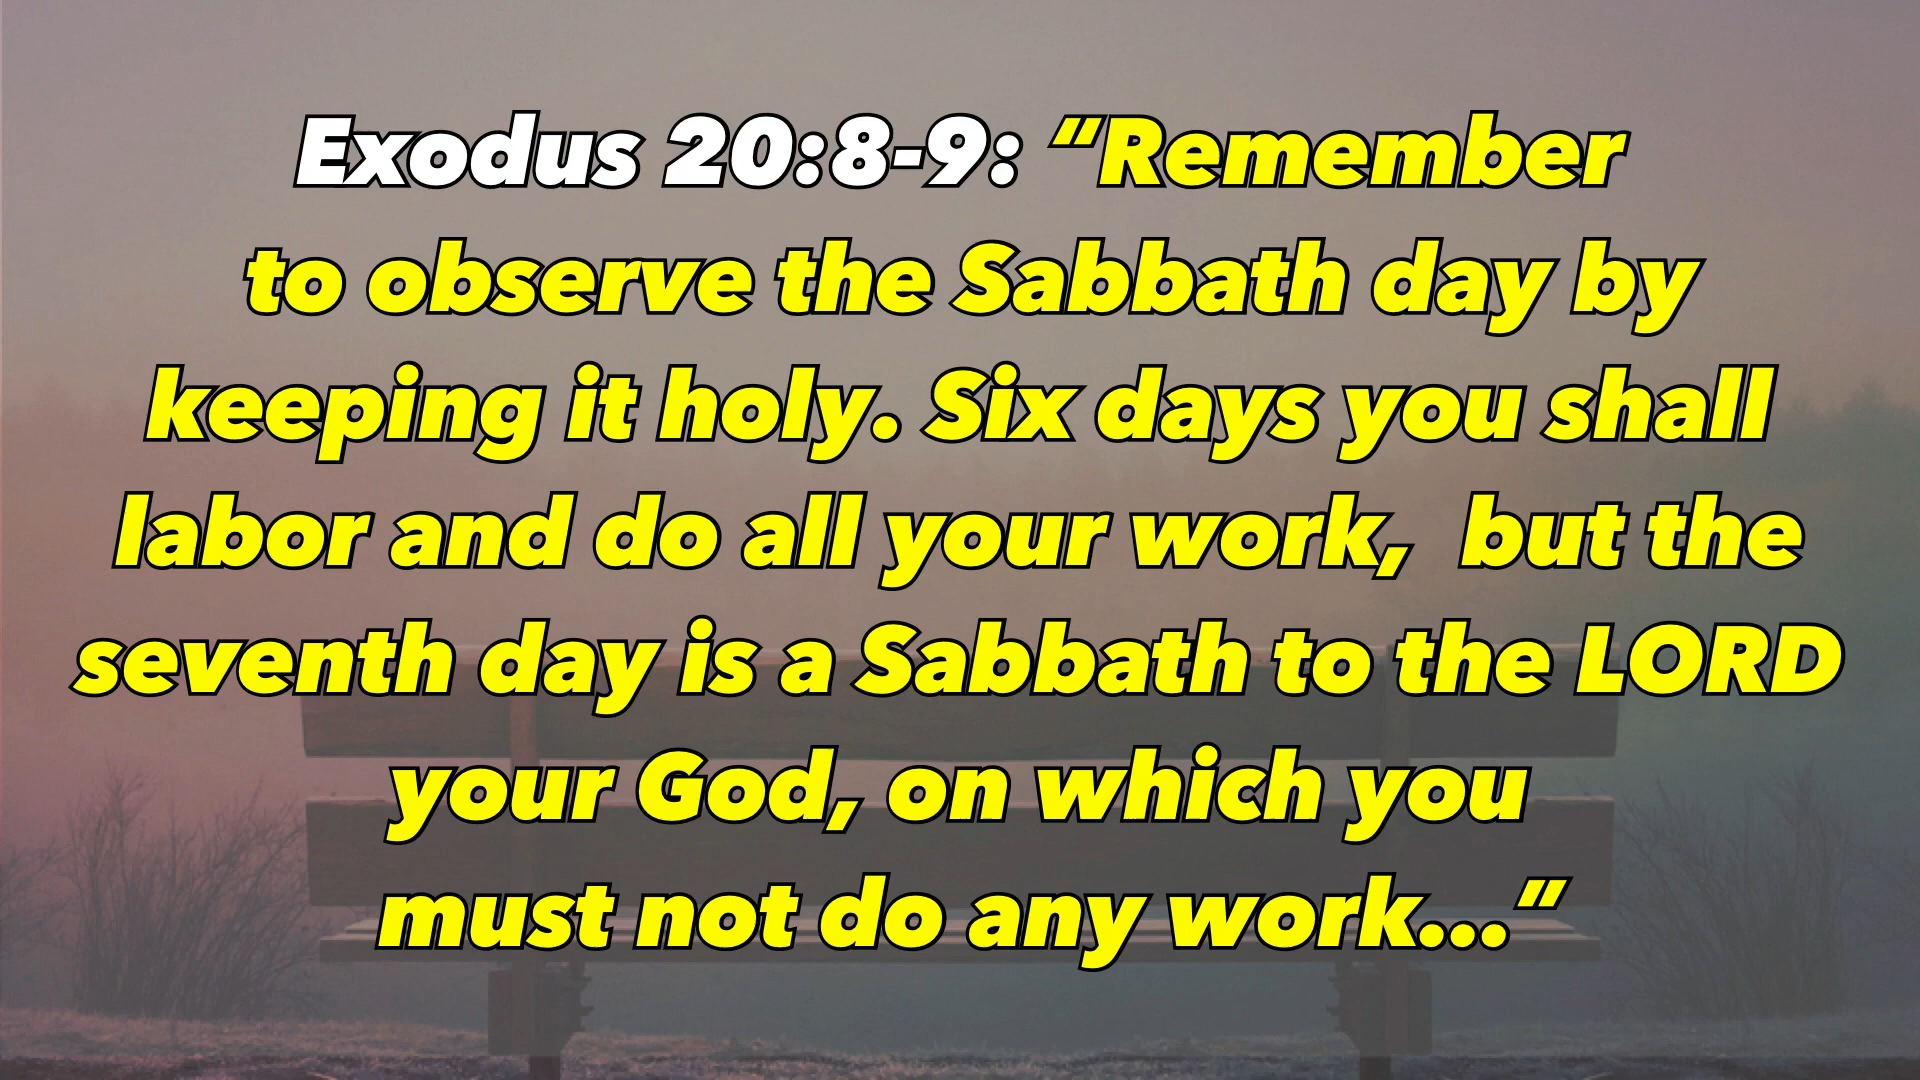 Exodus 20:8-9: “Remember
to observe the Sabbath day by
keeping it holy. Six days you shall
labor and do all your work,  but the
seventh day is a Sabbath to the LORD
your God, on which you
must not do any work...”